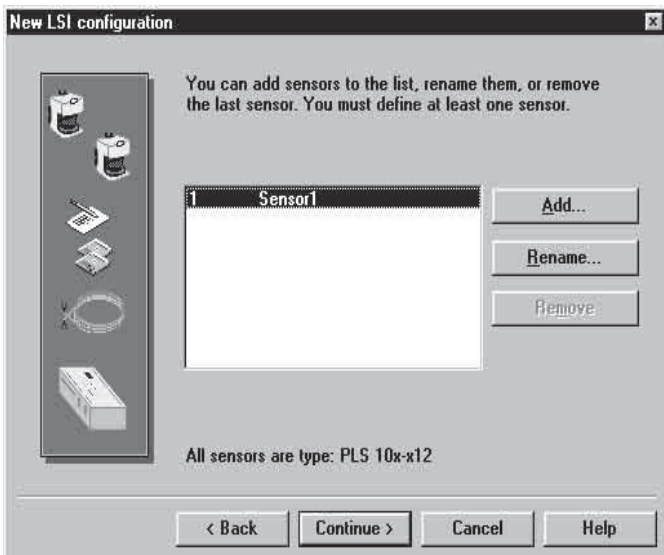 New LSI configuration
You can add sensors to the list, rename them, or remove
the last sensor. You must define at least one sensor.
1 Sensor1
Add...
Rename...
Remove
All sensors are type: PLS 10x-x12
< Back Continue > Cancel Help